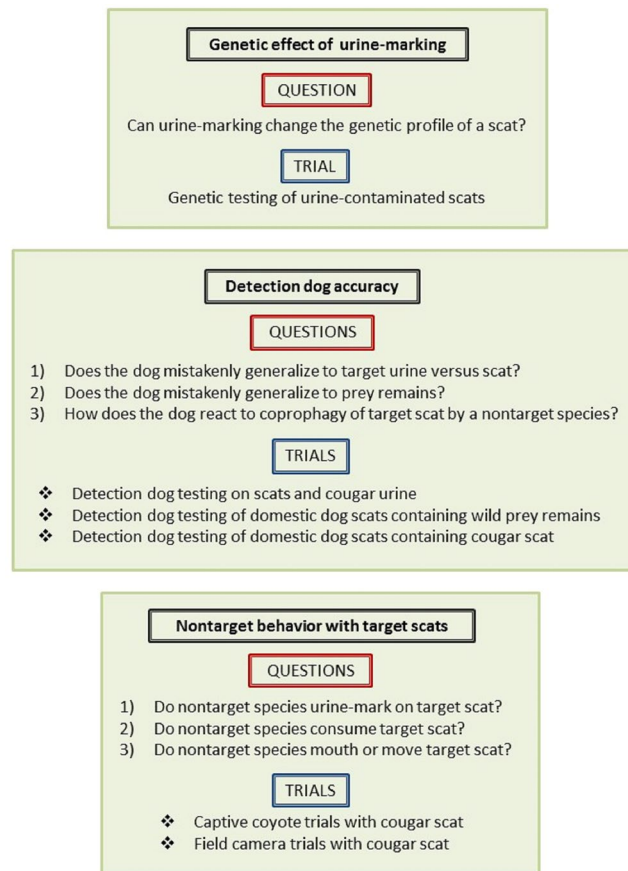 Genetic effect of urine-marking
QUESTION
Can urine-marking change the genetic profile of a scat?
TRIAL
Genetic testing of urine-contaminated scats
Detection dog accuracy
QUESTIONS
1) Does the dog mistakenly generalize to target urine versus scat?
2) Does the dog mistakenly generalize to prey remains?
3) How does the dog react to coprophagy of target scat by a nontarget species?
TRIALS
❖ Detection dog testing on scats and cougar urine
❖ Detection dog testing of domestic dog scats containing wild prey remains
❖ Detection dog testing of domestic dog scats containing cougar scat
Nontarget behavior with target scats
QUESTIONS
1) Do nontarget species urine-mark on target scat?
2) Do nontarget species consume target scat?
3) Do nontarget species mouth or move target scat?
TRIALS
❖ Captive coyote trials with cougar scat
❖ Field camera trials with cougar scat